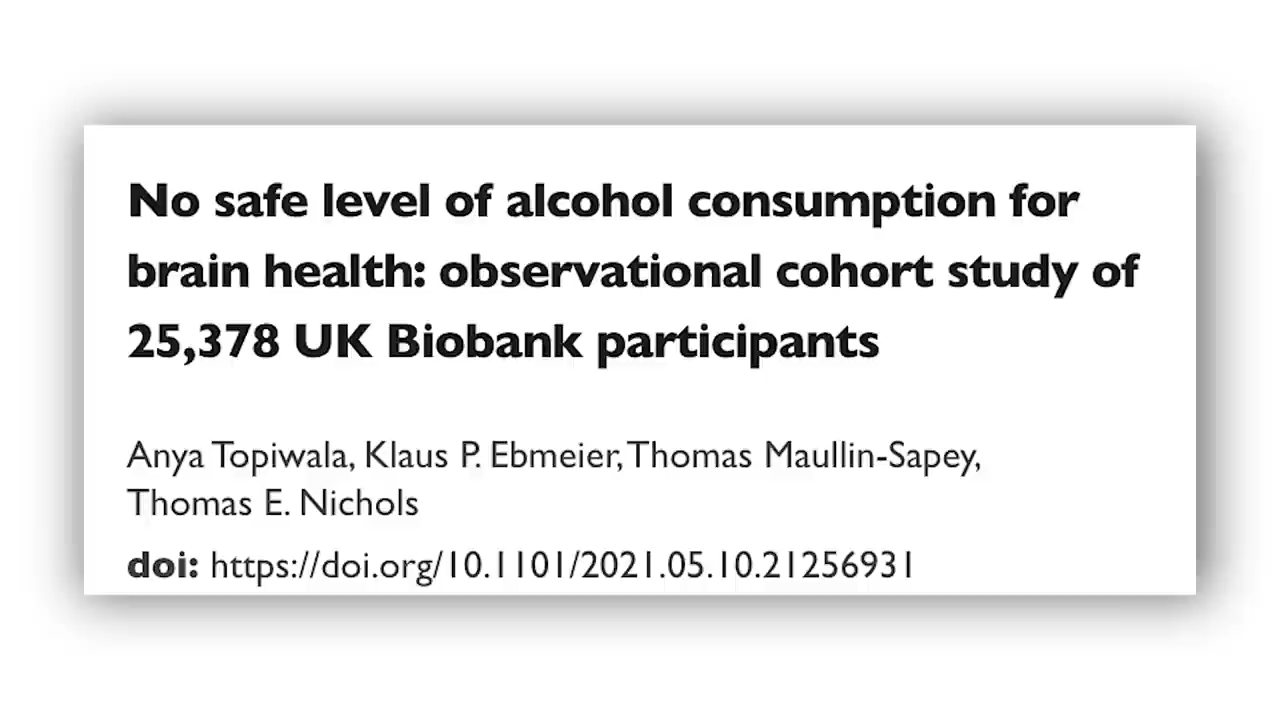 No safe level of alcohol consumption for
brain health: observational cohort study of
25,378 UK Biobank participants
Anya Topiwala, Klaus P. Ebmeier, Thomas Maullin-Sapey,
Thomas E. Nichols
doi: https://doi.org/10.1101/2021.05.10.21256931